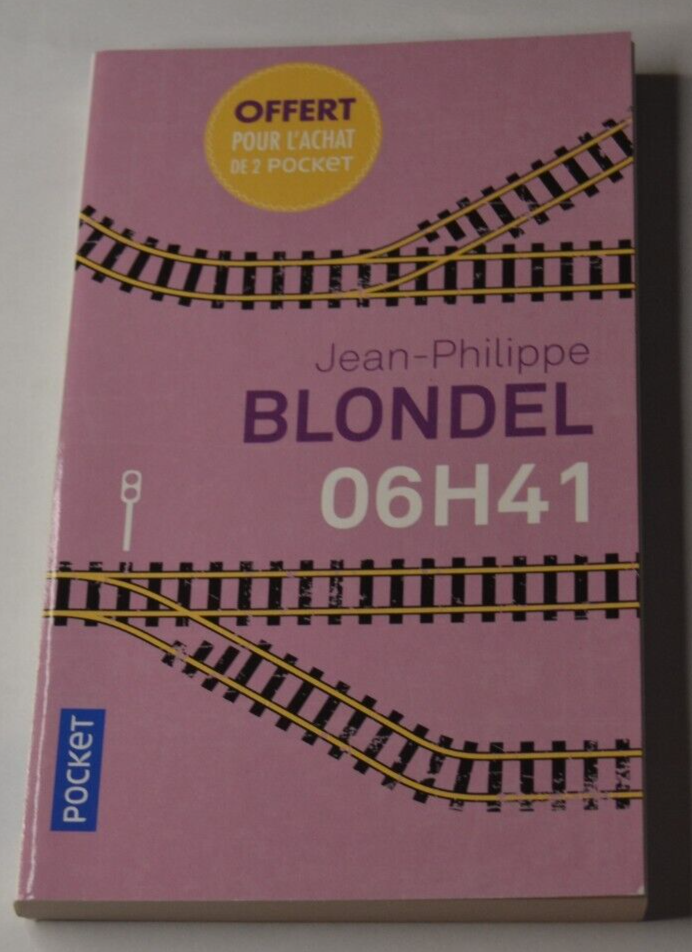 OFFERT
POUR L'ACHAT
DE 2 POCKET
Jean-Philippe
BLONDEL
06H41
POCKET